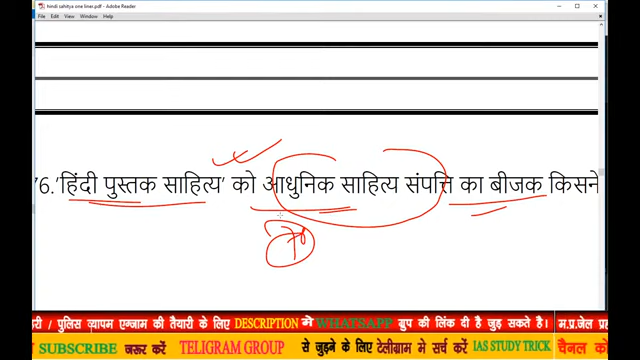 hindi sahitya one liner.pdf - Adobe Reader
File Edit View Window Help
76.'हिंदी पुस्तक साहित्य' को आधुनिक साहित्य संपत्ति का बीजक किसने
री / पुलिस व्यापम एग्जाम की तैयारी के लिए DESCRIPTION में WHATSAPP ग्रुप की लिंक दी है जुड़ सकते है। म.प्र.जेल प्र
SUBSCRIBE जरूर करें TELIGRAM GROUP से जुड़ने के लिए टेलीग्राम मे सर्च करें IAS STUDY TRICK चैनल को